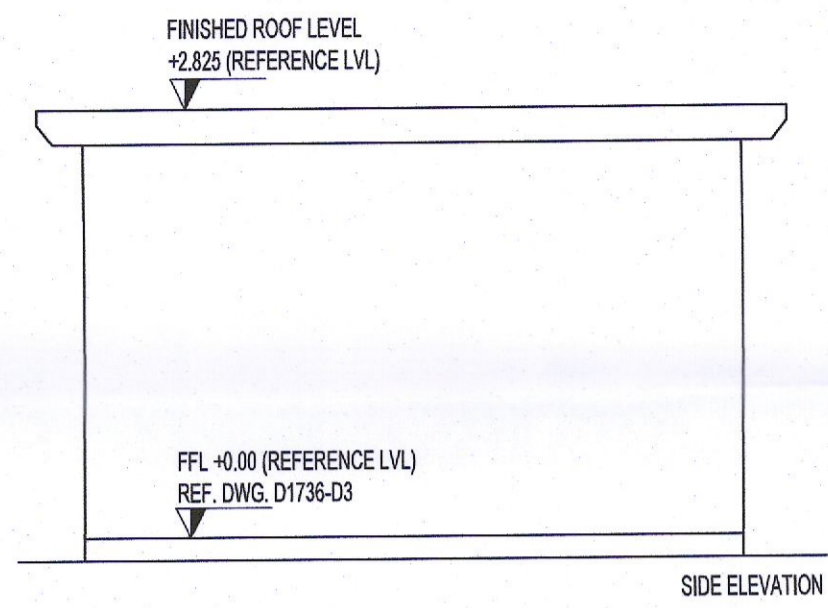 FINISHED ROOF LEVEL
+2.825 (REFERENCE LVL)
FFL +0.00 (REFERENCE LVL)
REF. DWG. D1736-D3
SIDE ELEVATION